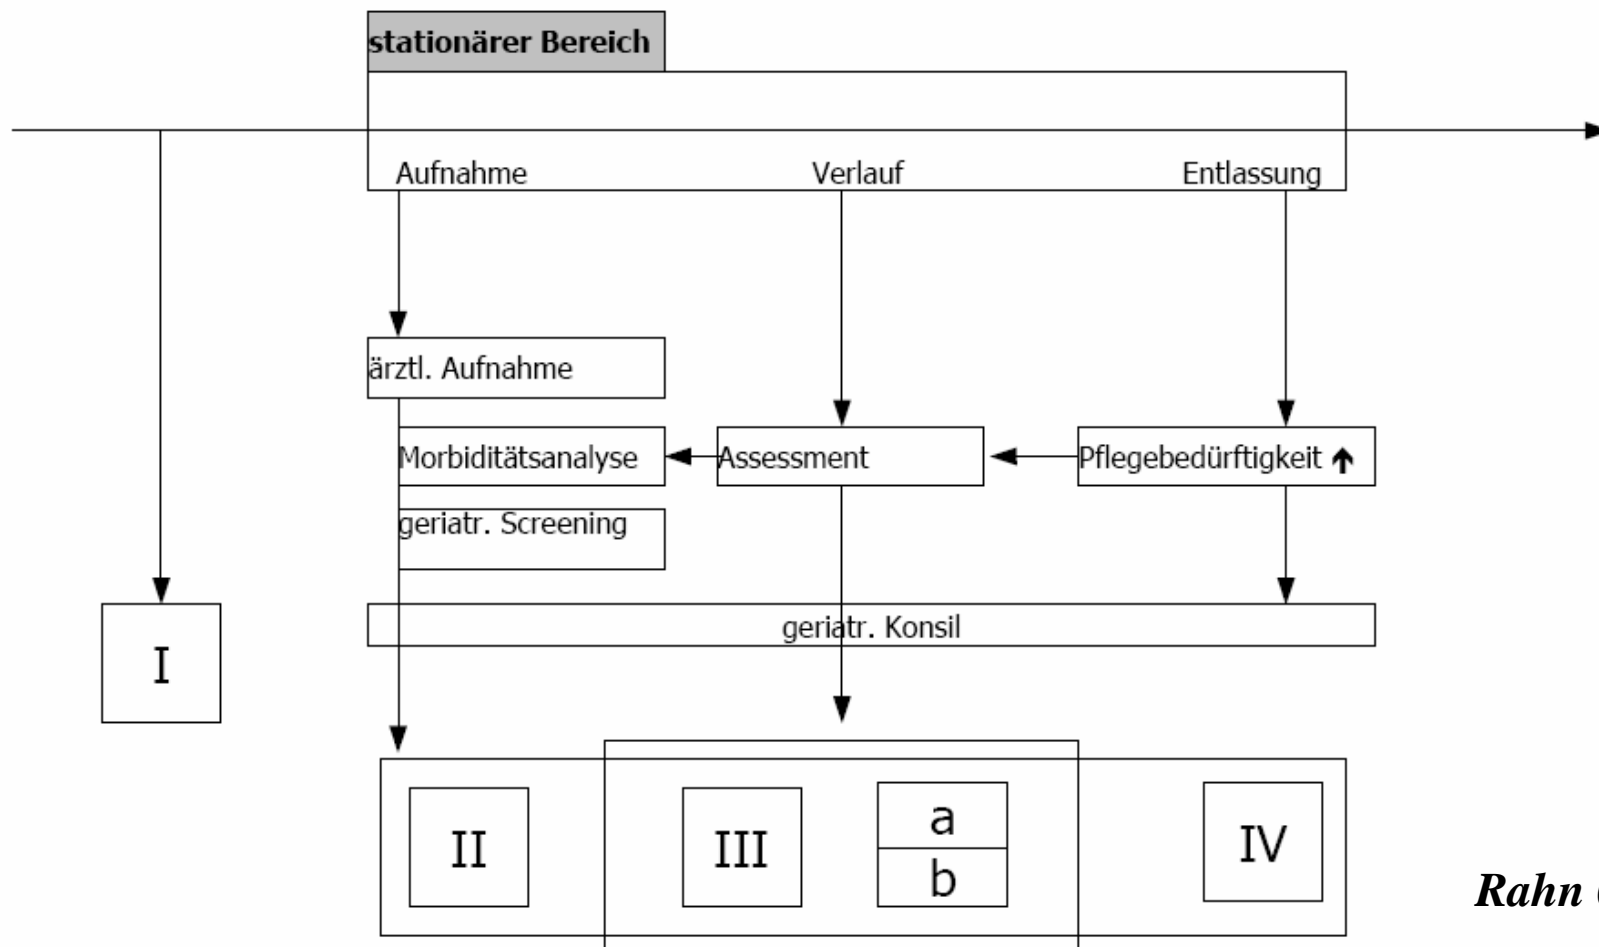 stationärer Bereich
Aufnahme
Verlauf
Entlassung
ärztl. Aufnahme
Morbiditätsanalyse
Assessment
Pflegebedürftigkeit ↑
geriatr. Screening
geriatr. Konsil
I
II
III
a
b
IV
Rahn